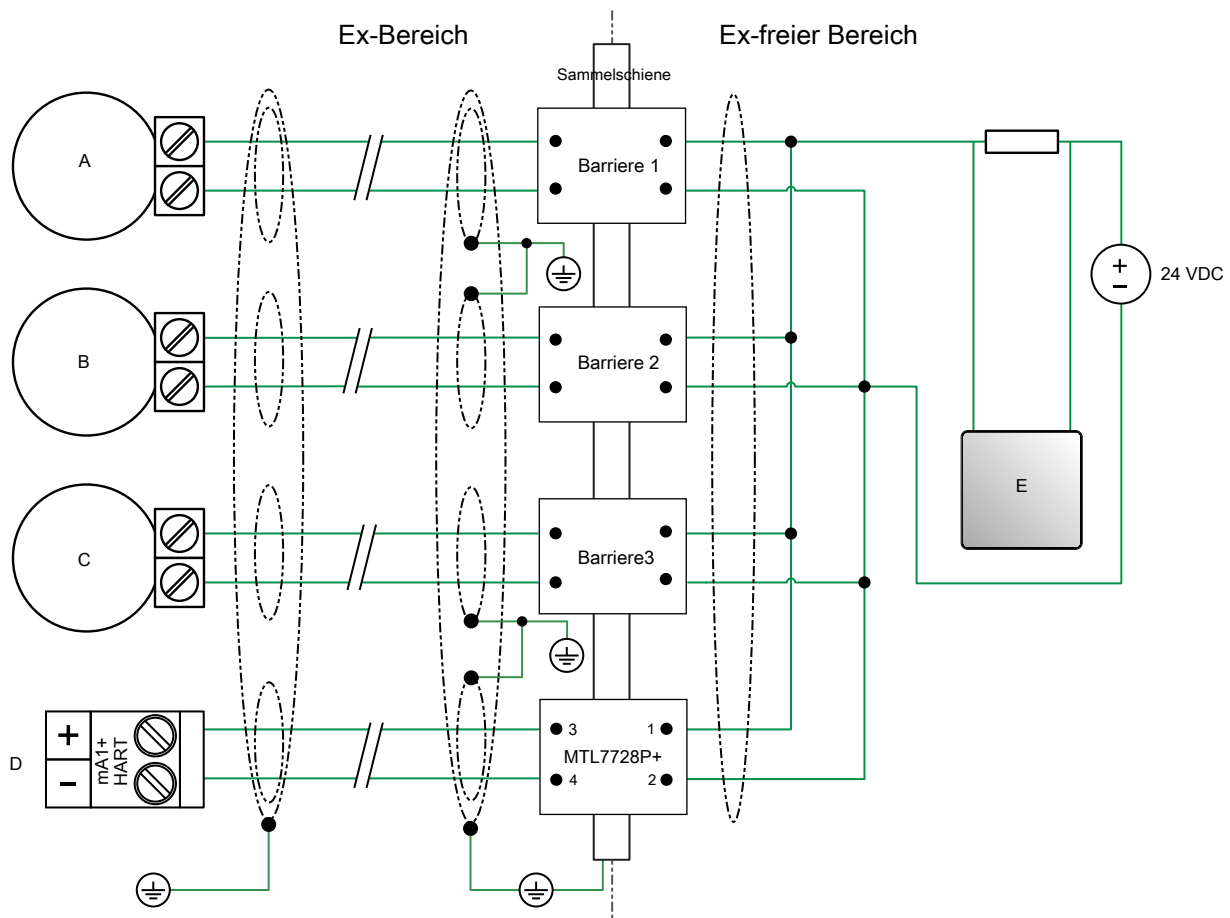 Ex-Bereich
Ex-freier Bereich
Sammelschiene
A
Barriere 1
+
–
24 VDC
B
Barriere 2
E
C
Barriere3
D
+
–
mA1+
HART
3
1
MTL7728P+
4
2